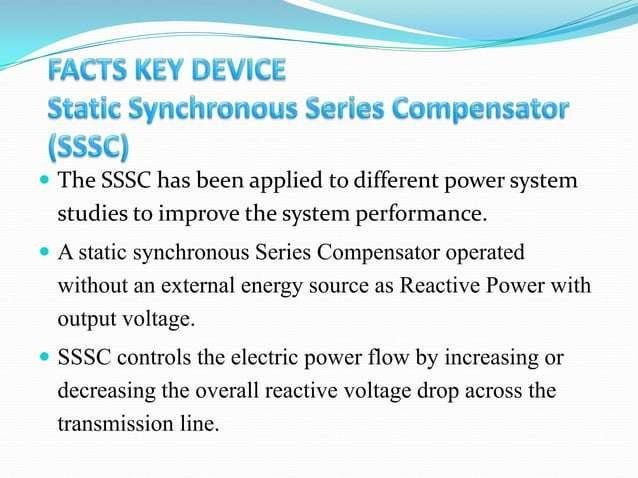 FACTS KEY DEVICE
Static Synchronous Series Compensator
(SSSC)
• The SSSC has been applied to different power system
studies to improve the system performance.
• A static synchronous Series Compensator operated
without an external energy source as Reactive Power with
output voltage.
• SSSC controls the electric power flow by increasing or
decreasing the overall reactive voltage drop across the
transmission line.